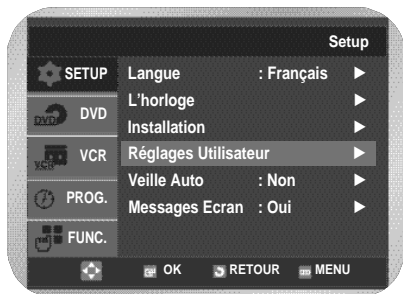 Setup
SETUP
DVD
VCR
PROG.
FUNC.
Langue : Français ►
L'horloge ►
Installation ►
Réglages Utilisateur ►
Veille Auto : Non ►
Messages Ecran : Oui ►
OK RETOUR MENU